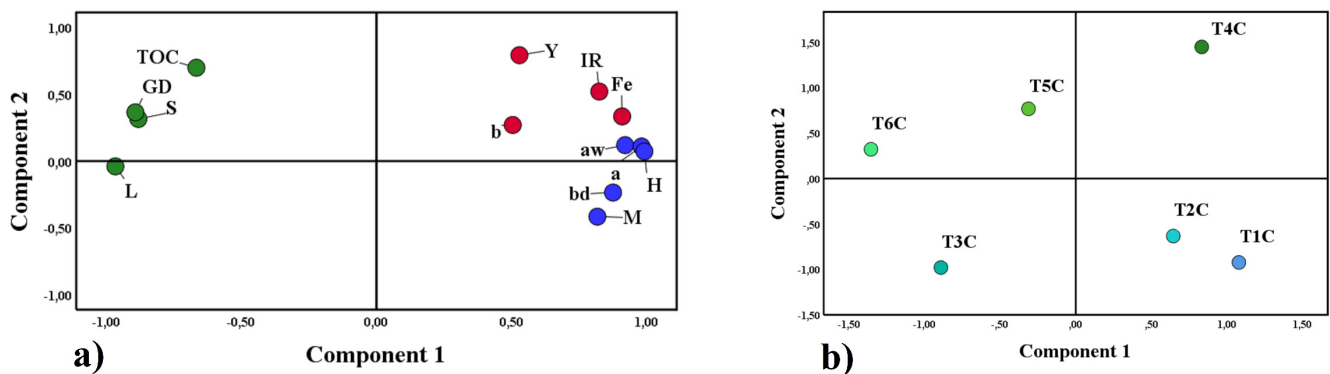 1,00
0,50
0,00
-0,50
-1,00
Component 2
TOC
GD
S
L
Y
IR
Fe
b
aw
a
H
bd
M
-1,00 -0,50 0,00 0,50 1,00
Component 1
a)
1,50
1,00
,50
,00
-,50
-1,00
-1,50
Component 2
T4C
T5C
T6C
T2C
T1C
T3C
-1,50 -1,00 -,50 ,00 ,50 1,00 1,50
Component 1
b)